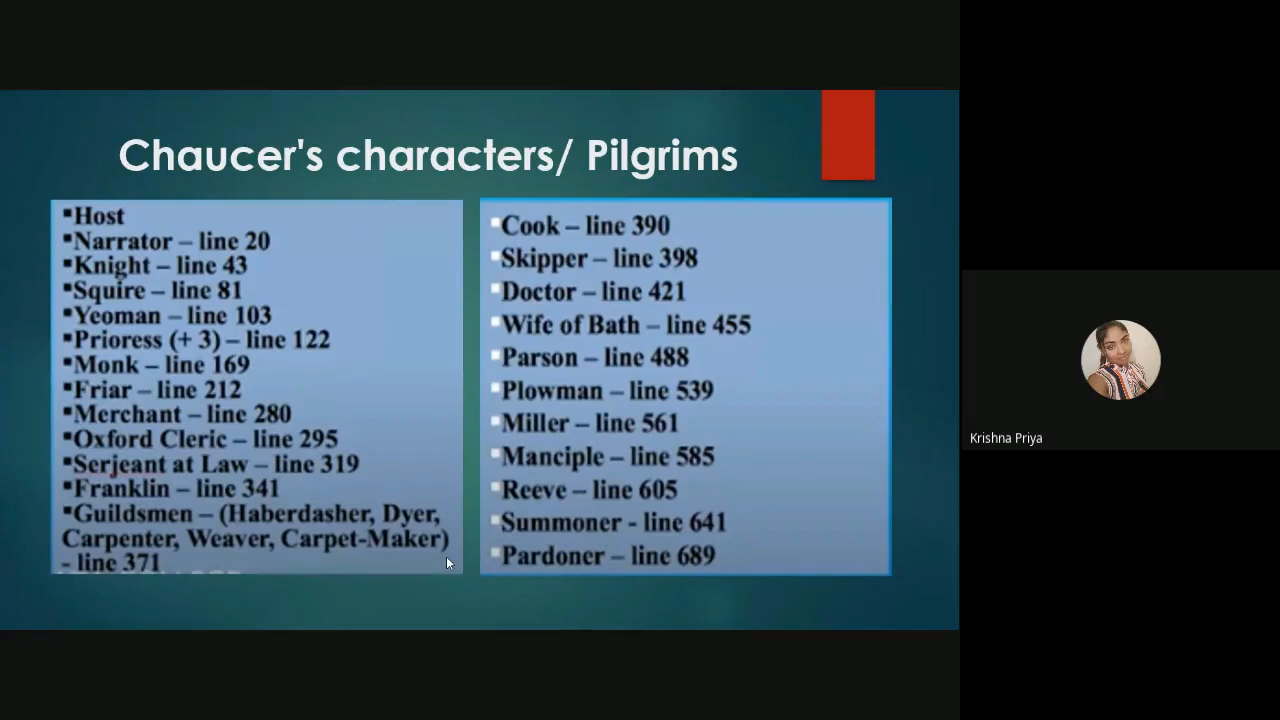 Chaucer's characters/ Pilgrims
▪Host
▪Narrator – line 20
▪Knight – line 43
▪Squire – line 81
▪Yeoman – line 103
▪Prioress (+ 3) – line 122
▪Monk – line 169
▪Friar – line 212
▪Merchant – line 280
▪Oxford Cleric – line 295
▪Serjeant at Law – line 319
▪Franklin – line 341
▪Guildsmen – (Haberdasher, Dyer,
Carpenter, Weaver, Carpet-Maker)
- line 371
▪Cook – line 390
▪Skipper – line 398
▪Doctor – line 421
▪Wife of Bath – line 455
▪Parson – line 488
▪Plowman – line 539
▪Miller – line 561
▪Manciple – line 585
▪Reeve – line 605
▪Summoner - line 641
▪Pardoner – line 689
Krishna Priya